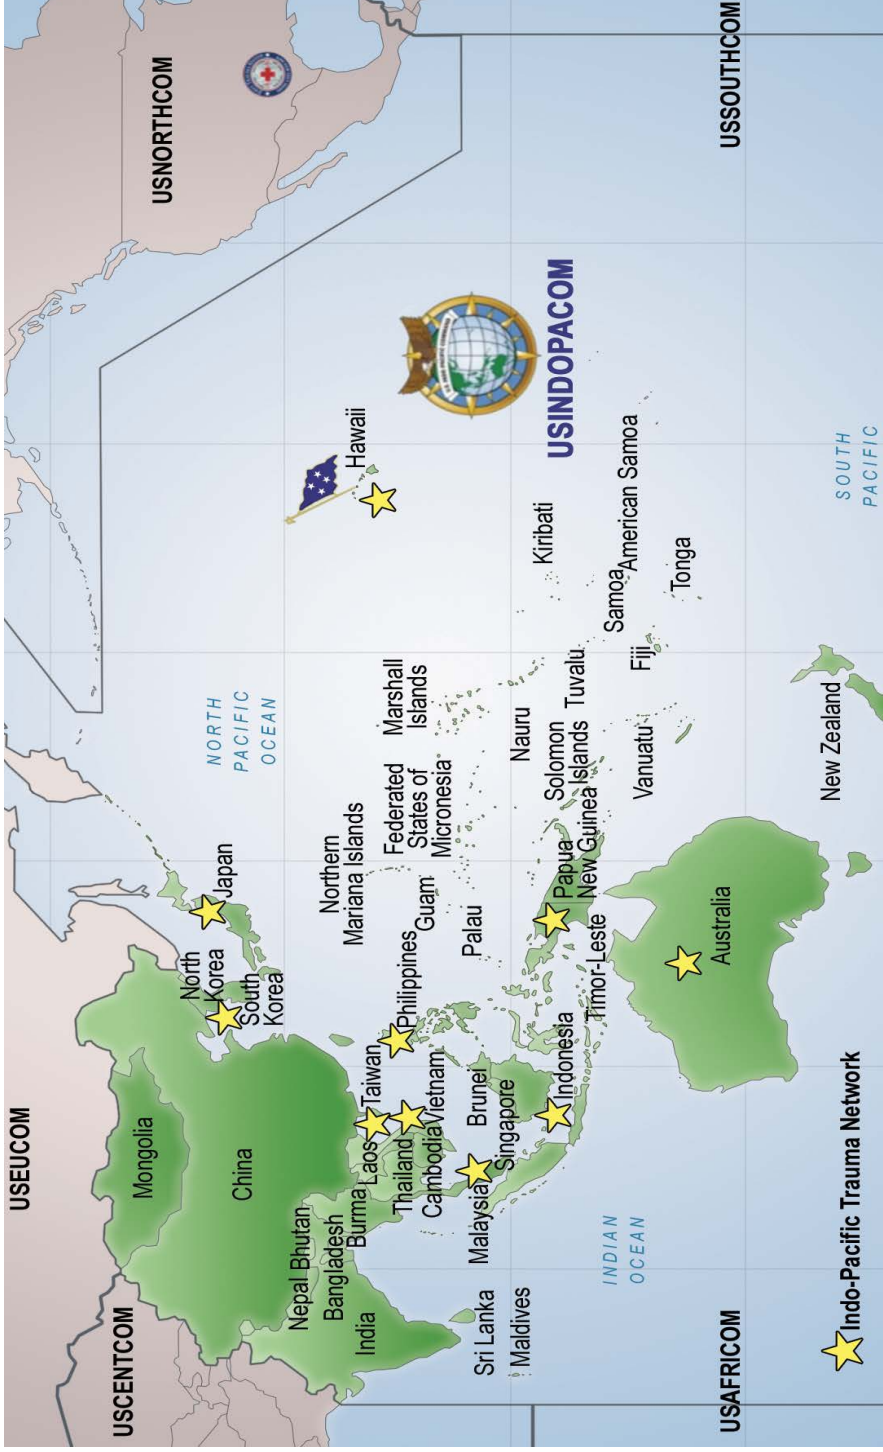 USEUCOM
USCENTCOM
USNORTHCOM
Mongolia
China
North
Korea
South
Korea
Japan
NORTH
PACIFIC
OCEAN
Nepal
Bhutan
Bangladesh
India
Burma
Laos
Taiwan
Thailand
Cambodia
Vietnam
Philippines
Northern
Mariana Islands
Guam
Hawaii
Federated
States of
Micronesia
Marshall
Islands
Palau
Sri Lanka
Maldives
Malaysia
Brunei
Singapore
Indonesia
Timor-Leste
Papua
New Guinea
Solomon
Islands
Nauru
Tuvalu
Kiribati
USINDOPACOM
Samoa
American Samoa
Vanuatu
Fiji
Tonga
INDIAN
OCEAN
Australia
New Zealand
SOUTH
PACIFIC
USAFRICOM
USSOUTHCOM
Indo-Pacific Trauma Network